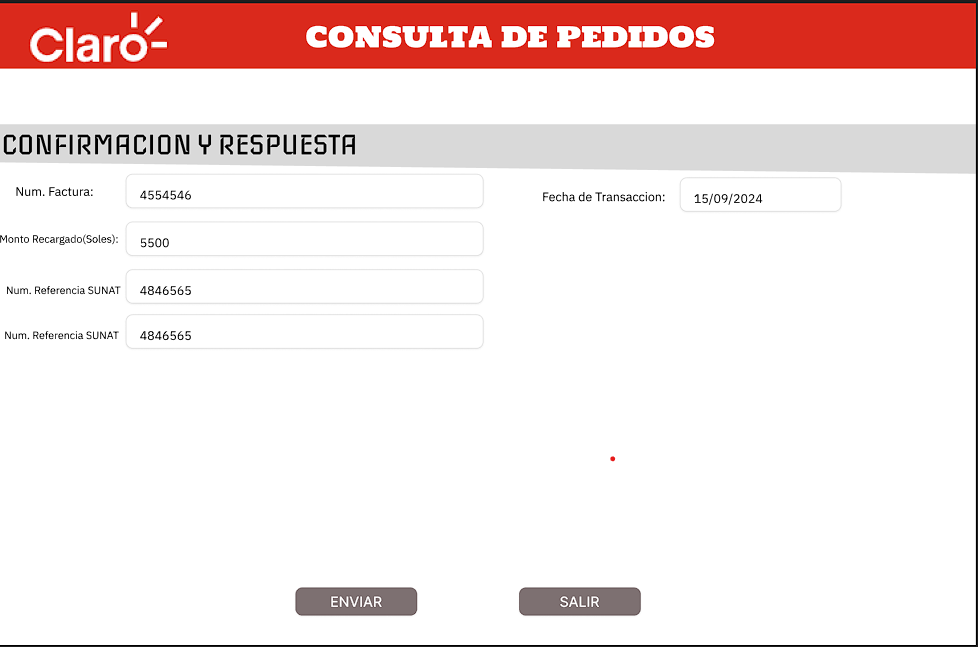 Claro
CONSULTA DE PEDIDOS
CONFIRMACION Y RESPUESTA
Num. Factura: 4554546 Fecha de Transaccion: 15/09/2024
Monto Recargado(Soles): 5500
Num. Referencia SUNAT 4846565
Num. Referencia SUNAT 4846565
ENVIAR SALIR